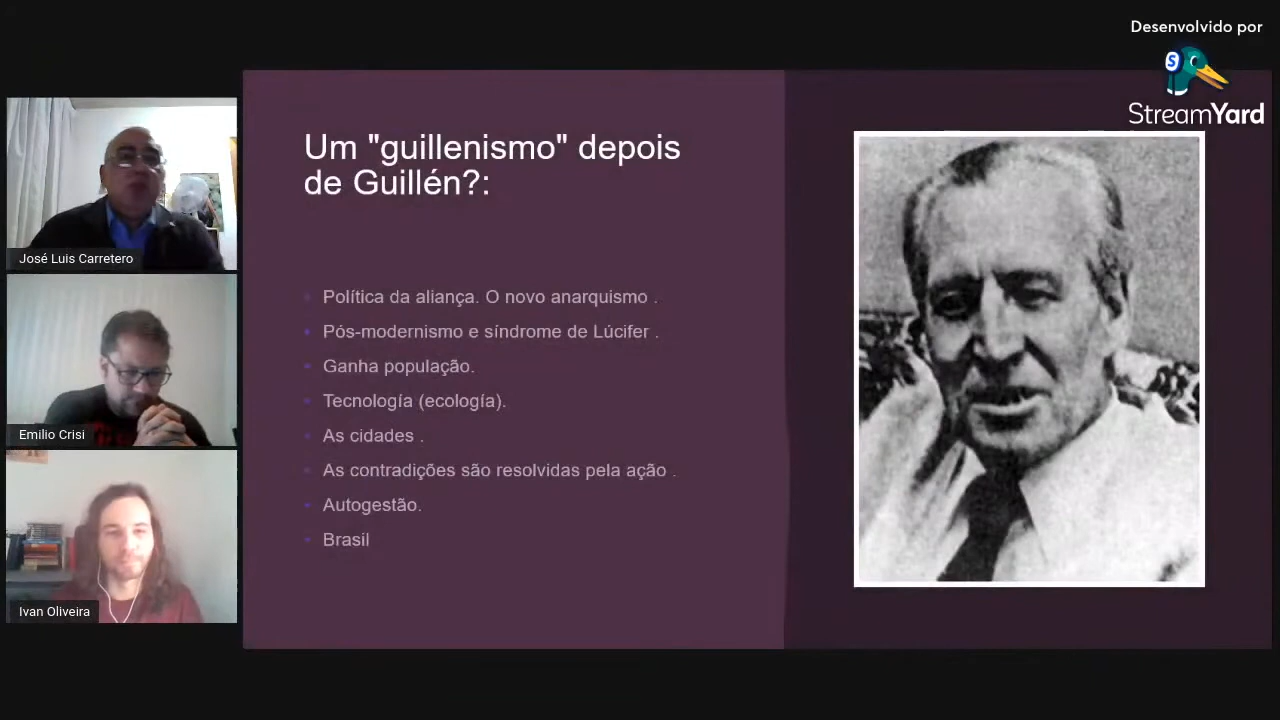 Desenvolvido por
S
StreamYard
José Luis Carretero
Emilio Crisi
Ivan Oliveira
Um "guillenismo" depois
de Guillén?:
Política da aliança. O novo anarquismo .
Pós-modernismo e síndrome de Lúcifer .
Ganha população.
Tecnología (ecología).
As cidades .
As contradições são resolvidas pela ação .
Autogestão.
Brasil